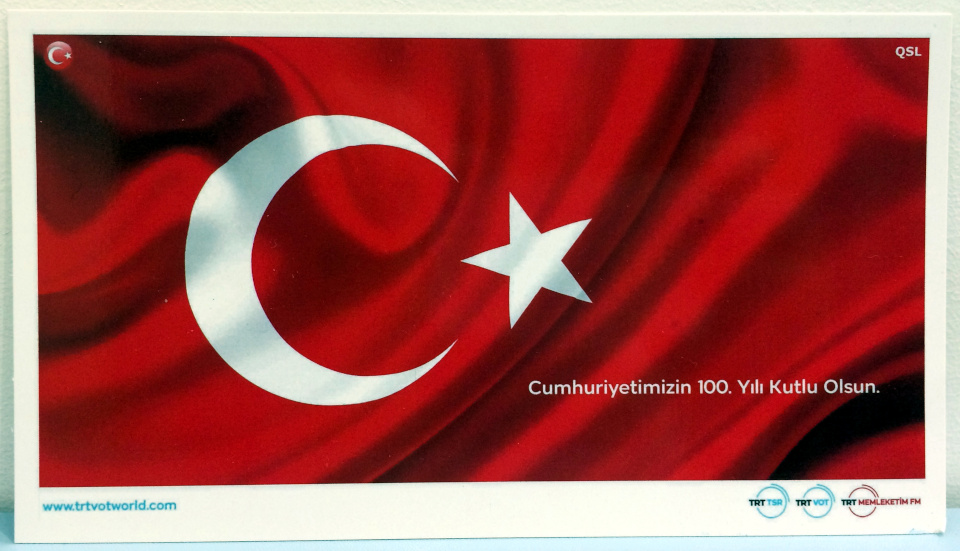 QSL
Cumhuriyetimizin 100. Yılı Kutlu Olsun.
www.trtvotworld.com
TRT TSR TRT VOT TRT MEMLEKETİM FM